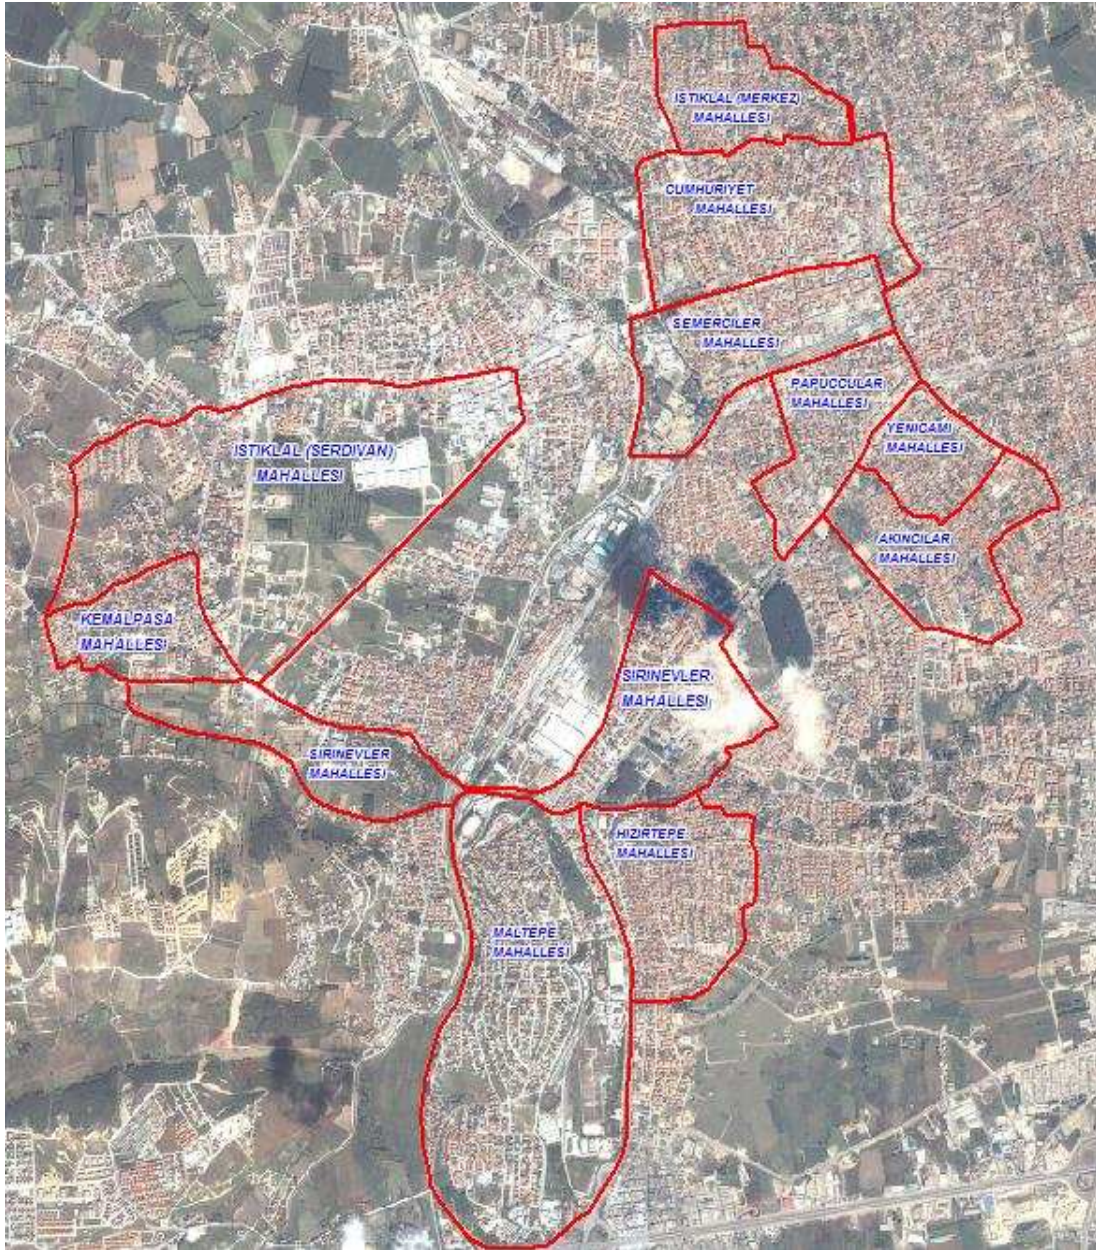 ISTIKLAL (MERKEZ)
MAHALLESI
CUMHURIYET
MAHALLESI
SEMERCILER
MAHALLESI
PAPUCCULAR
MAHALLESI
YENICAMI
MAHALLESI
ISTIKLAL (SERDIVAN)
MAHALLESI
AKINCILAR
MAHALLESI
KEMALPASA
MAHALLESI
SIRINEVLER
MAHALLESI
SIRINEVLER
MAHALLESI
HIZIRTEPE
MAHALLESI
MALTEPE
MAHALLESI